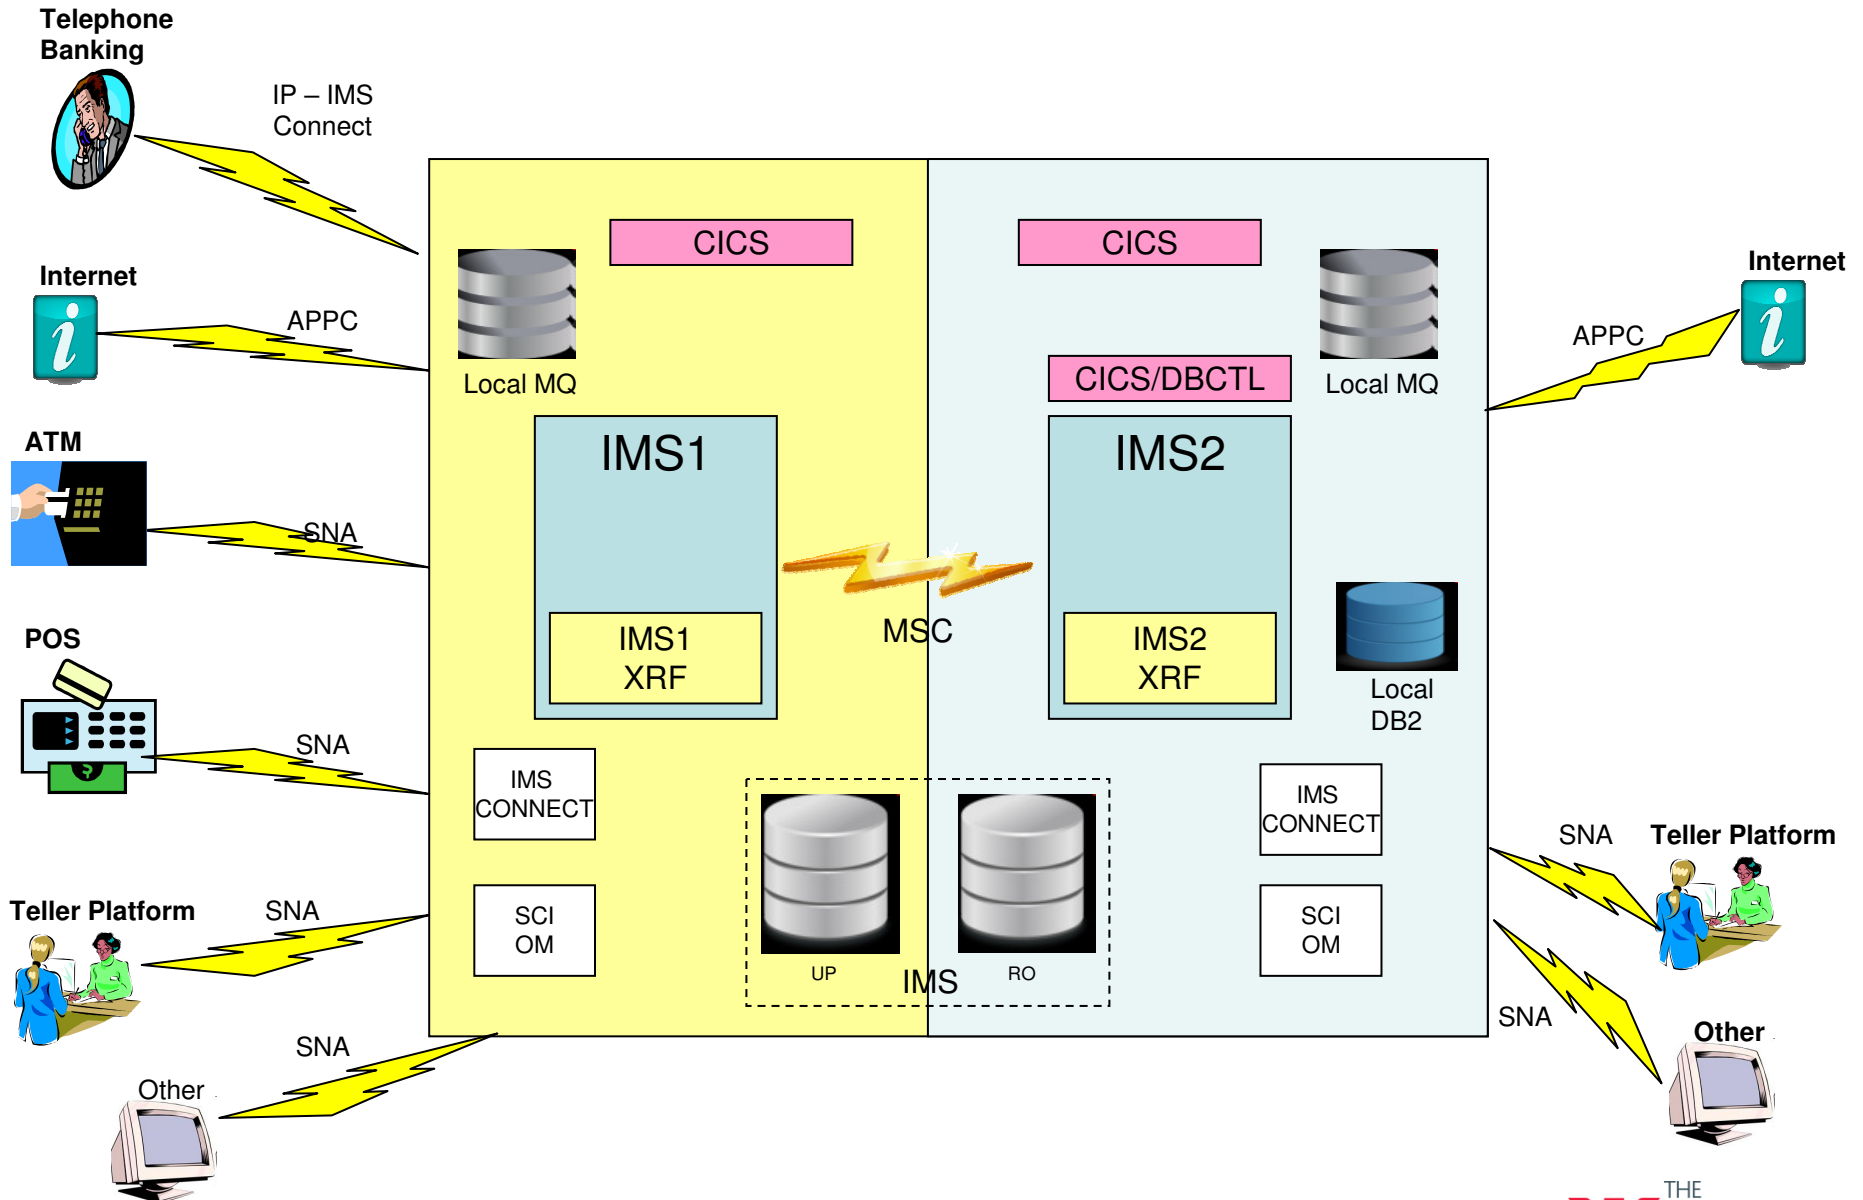 Telephone
Banking
IP – IMS
Connect
Internet
APPC
ATM
SNA
POS
SNA
Teller Platform
SNA
SNA
Other
CICS
Local MQ
IMS1
IMS1
XRF
IMS
CONNECT
SCI
OM
MSC
UP
RO
IMS
CICS
CICS/DBCTL
Local MQ
IMS2
IMS2
XRF
Local
DB2
IMS
CONNECT
SCI
OM
Internet
APPC
SNA
Teller Platform
SNA
Other
THE